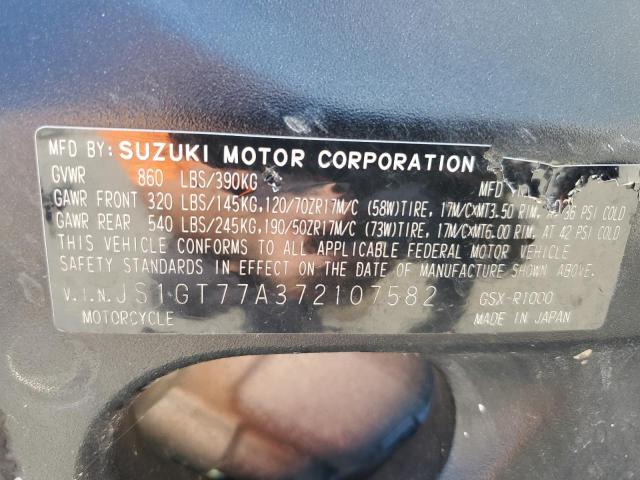 MFD BY: SUZUKI MOTOR CORPORATION
GVWR 860 LBS/390KG MFD
GAWR FRONT 320 LBS/145KG,120/70ZR17M/C (58W)TIRE, 17M/C×MT3.50 RIM, AT 36 PSI COLD
GAWR REAR 540 LBS/245KG,190/50ZR17M/C (73W)TIRE, 17M/C×MT6.00 RIM, AT 42 PSI COLD
THIS VEHICLE CONFORMS TO ALL APPLICABLE FEDERAL MOTOR VEHICLE
SAFETY STANDARDS IN EFFECT ON THE DATE OF MANUFACTURE SHOWN ABOVE.
V.I.N. JS1GT77A372107582 GSX-R1000
MOTORCYCLE MADE IN JAPAN